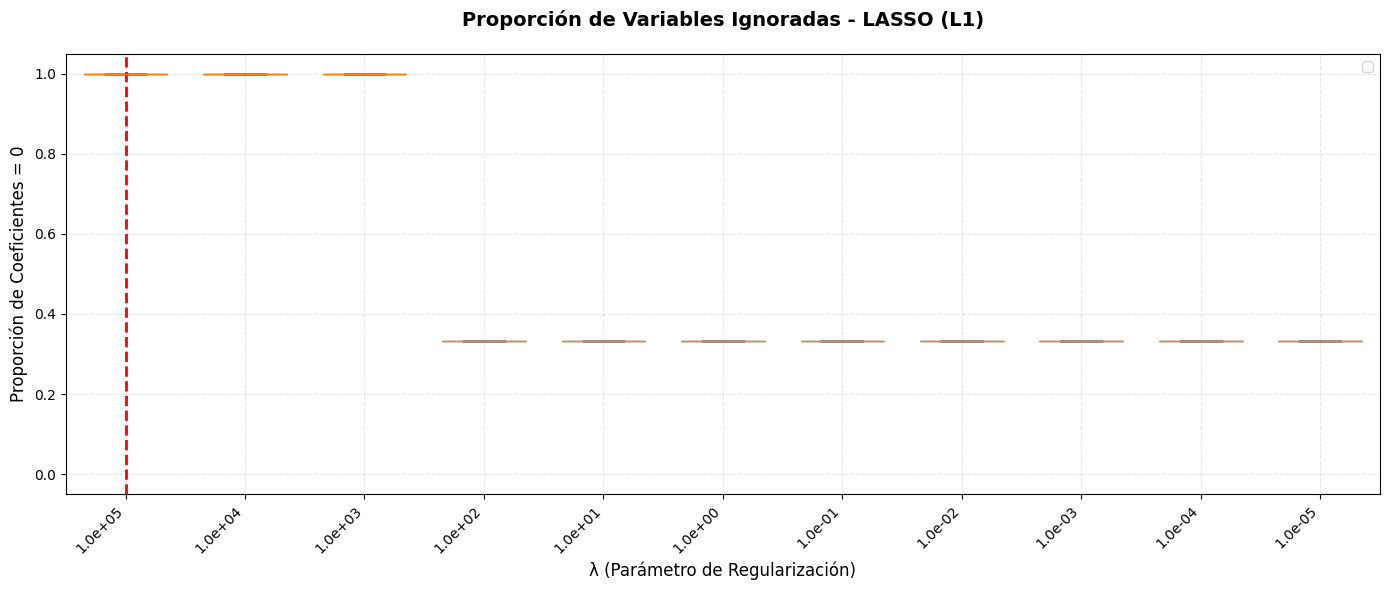 Proporción de Variables Ignoradas - LASSO (L1)
Proporción de Coeficientes = 0
1.0
0.8
0.6
0.4
0.2
0.0
1.0e+05
1.0e+04
1.0e+03
1.0e+02
1.0e+01
1.0e+00
1.0e-01
1.0e-02
1.0e-03
1.0e-04
1.0e-05
λ (Parámetro de Regularización)